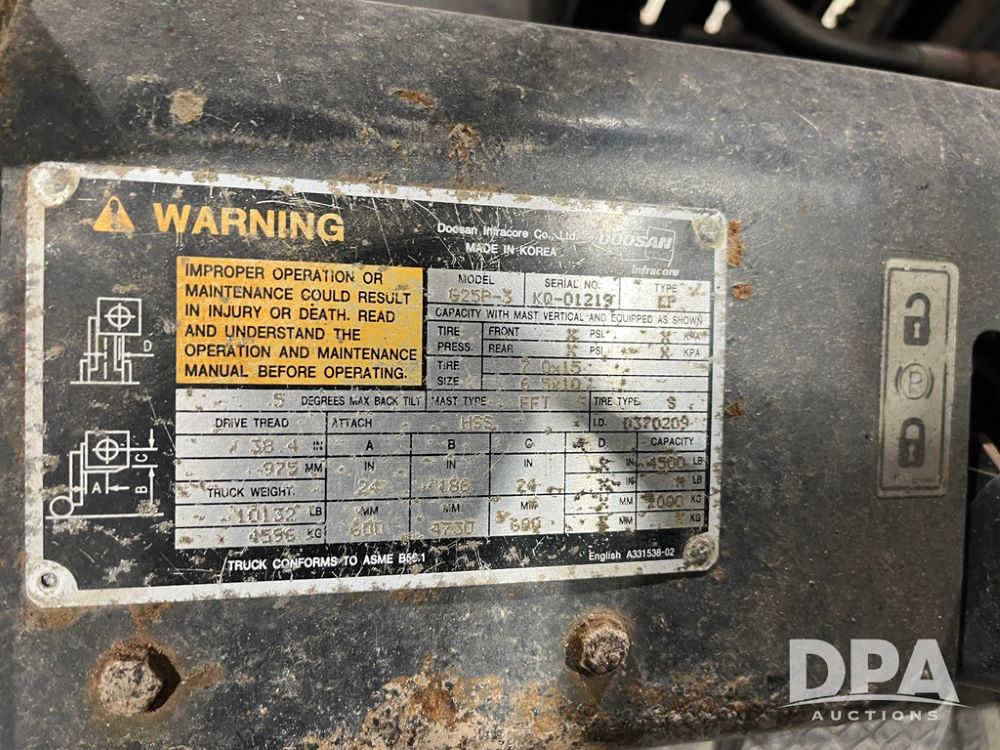 WARNING
Doosan Infracore Co., Ltd.
MADE IN KOREA
DOOSAN
Infracore
IMPROPER OPERATION OR
MAINTENANCE COULD RESULT
IN INJURY OR DEATH. READ
AND UNDERSTAND THE
OPERATION AND MAINTENANCE
MANUAL BEFORE OPERATING.
MODEL SERIAL NO. TYPE
G25P-3 KQ-01219 EP
CAPACITY WITH MAST VERTICAL AND EQUIPPED AS SHOWN
TIRE FRONT X PSI X KPA
PRESS. REAR X PSI X KPA
TIRE 7.0x15
SIZE 6.5x10
5 DEGREES MAX BACK TILT MAST TYPE FFT TIRE TYPE S
DRIVE TREAD ATTACH HSS I.D. D370209
38.4 IN A B C D CAPACITY
975 MM IN IN IN X IN 4500 LB
TRUCK WEIGHT 24 186 24 X IN X LB
10132 LB MM MM MM X MM 2000 KG
4596 KG 600 4730 600 X MM X KG
TRUCK CONFORMS TO ASME B56.1
English A331538-02
D
C
A
B
P
DPA
AUCTIONS